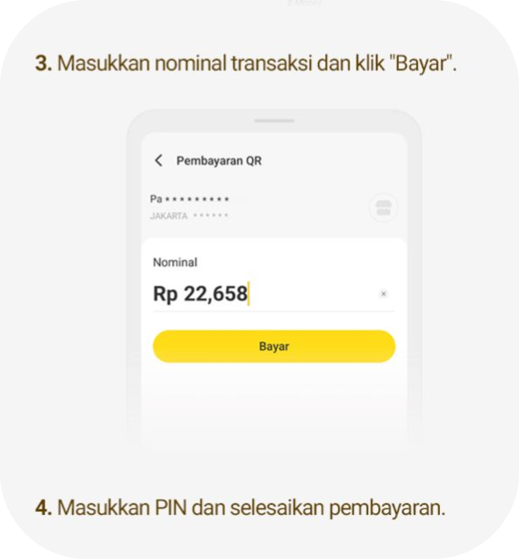 3. Masukkan nominal transaksi dan klik "Bayar".
Pembayaran QR
Pa*********
JAKARTA ******
Nominal
Rp 22,658
Bayar
4. Masukkan PIN dan selesaikan pembayaran.